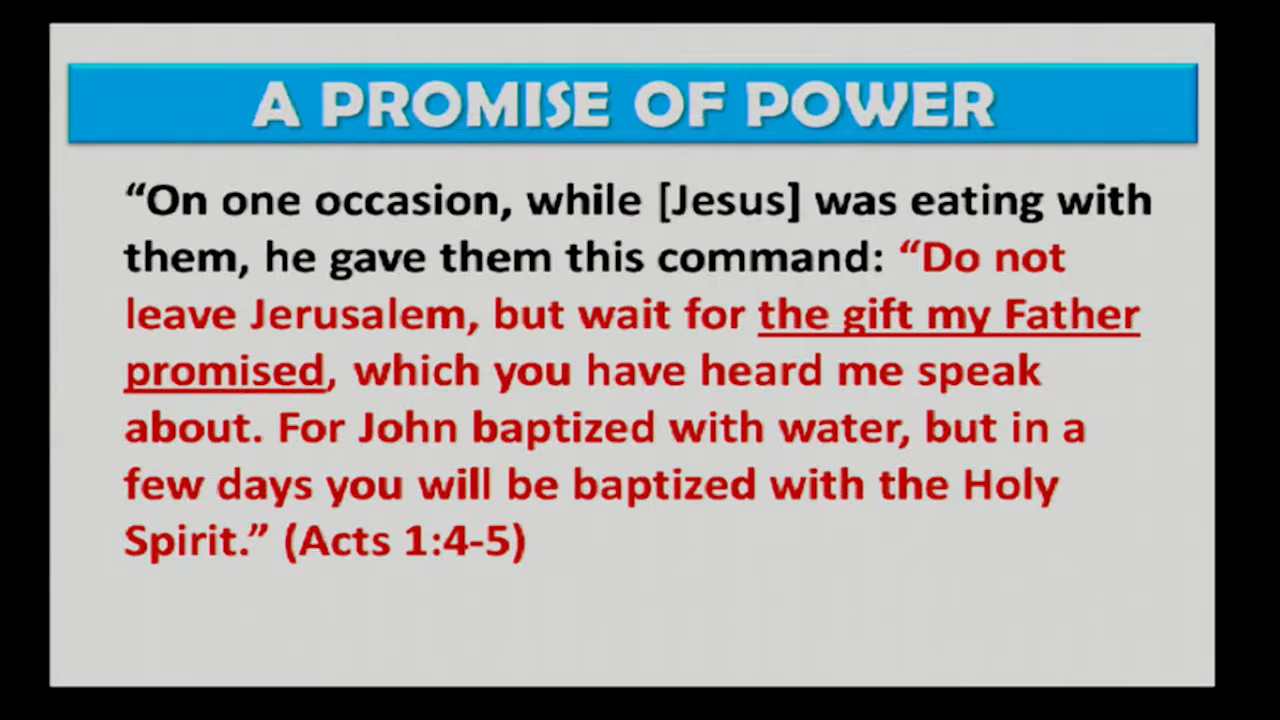 A PROMISE OF POWER
“On one occasion, while [Jesus] was eating with
them, he gave them this command: “Do not
leave Jerusalem, but wait for the gift my Father
promised, which you have heard me speak
about. For John baptized with water, but in a
few days you will be baptized with the Holy
Spirit.” (Acts 1:4-5)